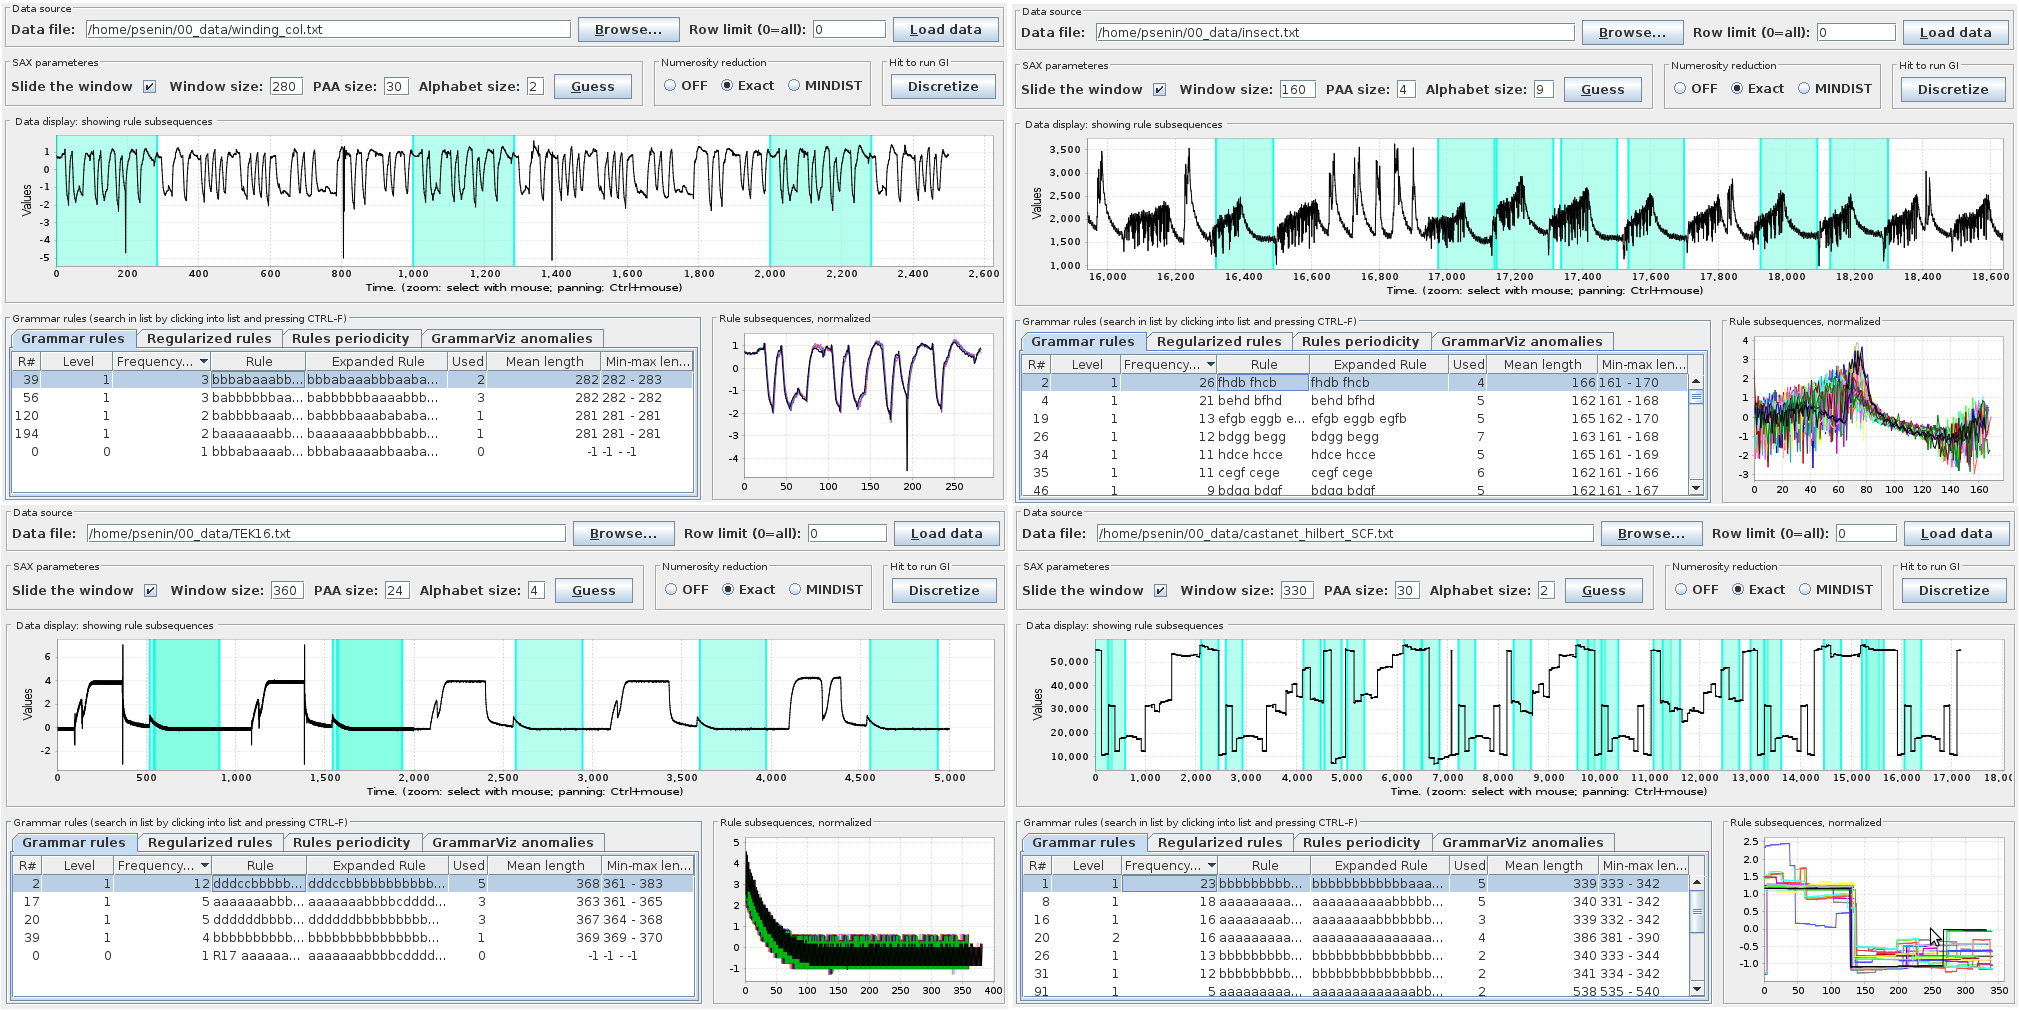 Data source
Data file: /home/psenin/00_data/winding_col.txt Browse... Row limit (0=all): 0 Load data
SAX parameteres Numerosity reduction Hit to run GI
Slide the window Window size: 280 PAA size: 30 Alphabet size: 2 Guess OFF Exact MINDIST Discretize
Data display: showing rule subsequences
Values
1
0
-1
-2
-3
-4
-5
0 200 400 600 800 1,000 1,200 1,400 1,600 1,800 2,000 2,200 2,400 2,600
Time. (zoom: select with mouse; panning: Ctrl+mouse)
Grammar rules (search in list by clicking into list and pressing CTRL-F)
Grammar rules Regularized rules Rules periodicity GrammarViz anomalies
R# Level Frequency... Rule Expanded Rule Used Mean length Min-max len...
39 1 3 bbbabaaabb... bbbabaaabbbaaba... 2 282 282 - 283
56 1 3 babbbbbbaa... babbbbbbaaaabbb... 3 282 282 - 282
120 1 2 babbbbaaab... babbbbaaabababa... 1 281 281 - 281
194 1 2 baaaaaaabb... baaaaaaabbbbabb... 1 281 281 - 281
0 0 1 bbbabaaaab... bbbabaaaabbaaba... 0 -1 -1 - -1
Rule subsequences, normalized
1
0
-1
-2
-3
-4
0 50 100 150 200 250
Data source
Data file: /home/psenin/00_data/insect.txt Browse... Row limit (0=all): 0 Load data
SAX parameteres Numerosity reduction Hit to run GI
Slide the window Window size: 160 PAA size: 4 Alphabet size: 9 Guess OFF Exact MINDIST Discretize
Data display: showing rule subsequences
Values
3,500
3,000
2,500
2,000
1,500
1,000
16,000 16,200 16,400 16,600 16,800 17,000 17,200 17,400 17,600 17,800 18,000 18,200 18,400 18,600
Time. (zoom: select with mouse; panning: Ctrl+mouse)
Grammar rules (search in list by clicking into list and pressing CTRL-F)
Grammar rules Regularized rules Rules periodicity GrammarViz anomalies
R# Level Frequency... Rule Expanded Rule Used Mean length Min-max len...
2 1 26 fhdb fhcb fhdb fhcb 4 166 161 - 170
4 1 21 behd bfhd behd bfhd 5 162 161 - 168
19 1 13 efgb eggb e... efgb eggb egfb 5 165 162 - 170
26 1 12 bdgg begg bdgg begg 7 163 161 - 168
34 1 11 hdce hcce hdce hcce 5 165 161 - 169
35 1 11 cegf cege cegf cege 6 162 161 - 166
46 1 9 bdgg bdgf bdgg bdgf 5 162 161 - 167
Rule subsequences, normalized
4
3
2
1
0
-1
-2
-3
0 20 40 60 80 100 120 140 160
Data source
Data file: /home/psenin/00_data/TEK16.txt Browse... Row limit (0=all): 0 Load data
SAX parameteres Numerosity reduction Hit to run GI
Slide the window Window size: 360 PAA size: 24 Alphabet size: 4 Guess OFF Exact MINDIST Discretize
Data display: showing rule subsequences
Values
6
4
2
0
-2
0 500 1,000 1,500 2,000 2,500 3,000 3,500 4,000 4,500 5,000
Time. (zoom: select with mouse; panning: Ctrl+mouse)
Grammar rules (search in list by clicking into list and pressing CTRL-F)
Grammar rules Regularized rules Rules periodicity GrammarViz anomalies
R# Level Frequency... Rule Expanded Rule Used Mean length Min-max len...
2 1 12 dddccbbbbb... dddccbbbbbbbbbbb... 5 368 361 - 383
17 1 5 aaaaaaabbb... aaaaaaabbbbcdddd... 3 363 361 - 365
20 1 5 ddddddbbbb... ddddddbbbbbbbbb... 3 367 364 - 368
39 1 4 bbbbbbbbbb... bbbbbbbbbbbbbbb... 1 369 369 - 370
0 0 1 R17 aaaaaa... aaaaaaabbbbcdddd... 0 -1 -1 - -1
Rule subsequences, normalized
5
4
3
2
1
0
-1
0 50 100 150 200 250 300 350 400
Data source
Data file: /home/psenin/00_data/castanet_hilbert_SCF.txt Browse... Row limit (0=all): 0 Load data
SAX parameteres Numerosity reduction Hit to run GI
Slide the window Window size: 330 PAA size: 30 Alphabet size: 2 Guess OFF Exact MINDIST Discretize
Data display: showing rule subsequences
Values
50,000
40,000
30,000
20,000
10,000
0 1,000 2,000 3,000 4,000 5,000 6,000 7,000 8,000 9,000 10,000 11,000 12,000 13,000 14,000 15,000 16,000 17,000 18,0
Time. (zoom: select with mouse; panning: Ctrl+mouse)
Grammar rules (search in list by clicking into list and pressing CTRL-F)
Grammar rules Regularized rules Rules periodicity GrammarViz anomalies
R# Level Frequency... Rule Expanded Rule Used Mean length Min-max len...
1 1 23 bbbbbbbbbb... bbbbbbbbbbbbaaa... 5 339 333 - 342
8 1 18 aaaaaaaaa... aaaaaaaaaabbbbb... 5 340 331 - 342
16 1 16 aaaaaaaaa... aaaaaaaabbbbbbb... 3 339 332 - 342
20 2 16 aaaaaaaaa... aaaaaaaaaaaaaaa... 4 386 381 - 390
26 1 13 bbbbbbbbb... bbbbbbbbbbbbbbb... 2 340 333 - 344
31 1 12 bbbbbbbbb... bbbbbbbbbbbbbbb... 2 341 334 - 342
91 1 5 aaaaaaaaa... aaaaaaaaaaaaabb... 2 538 535 - 540
Rule subsequences, normalized
2.5
2.0
1.5
1.0
0.5
0.0
-0.5
-1.0
0 50 100 150 200 250 300 350